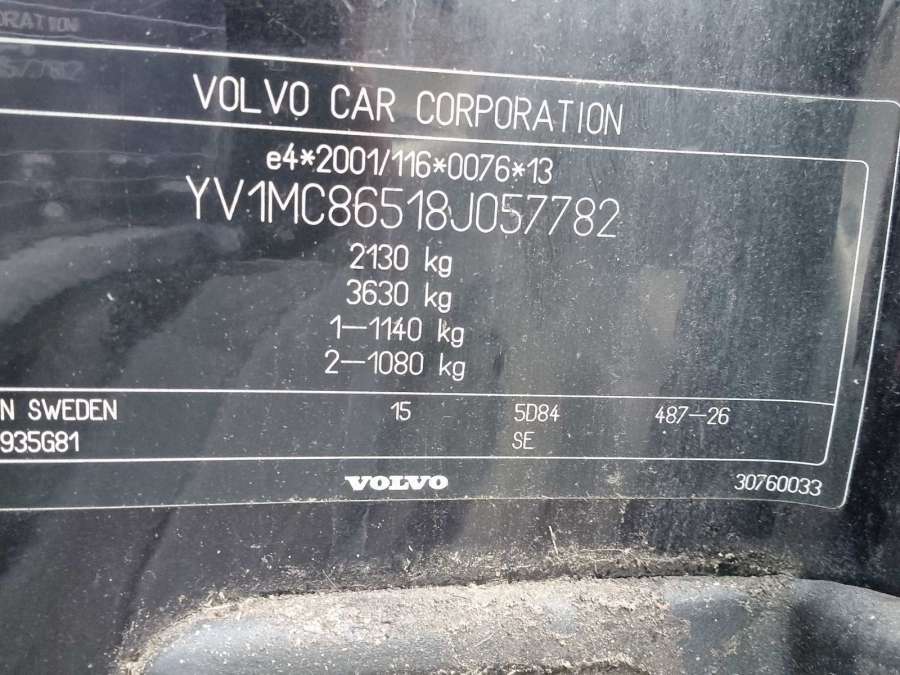 VOLVO CAR CORPORATION
e4*2001/116*0076*13
YV1MC86518J057782
2130 kg
3630 kg
1-1140 kg
2-1080 kg
N SWEDEN 15 5D84 487-26
935G81 SE
VOLVO 30760033